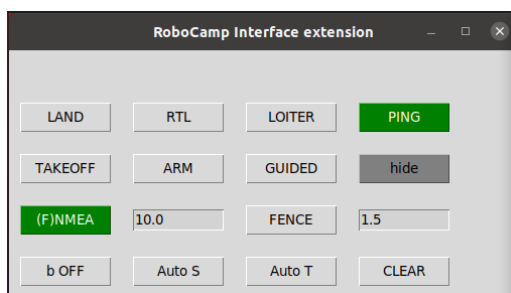 RoboCamp Interface extension
LAND RTL LOITER PING
TAKEOFF ARM GUIDED hide
(F)NMEA 10.0 FENCE 1.5
b OFF Auto S Auto T CLEAR